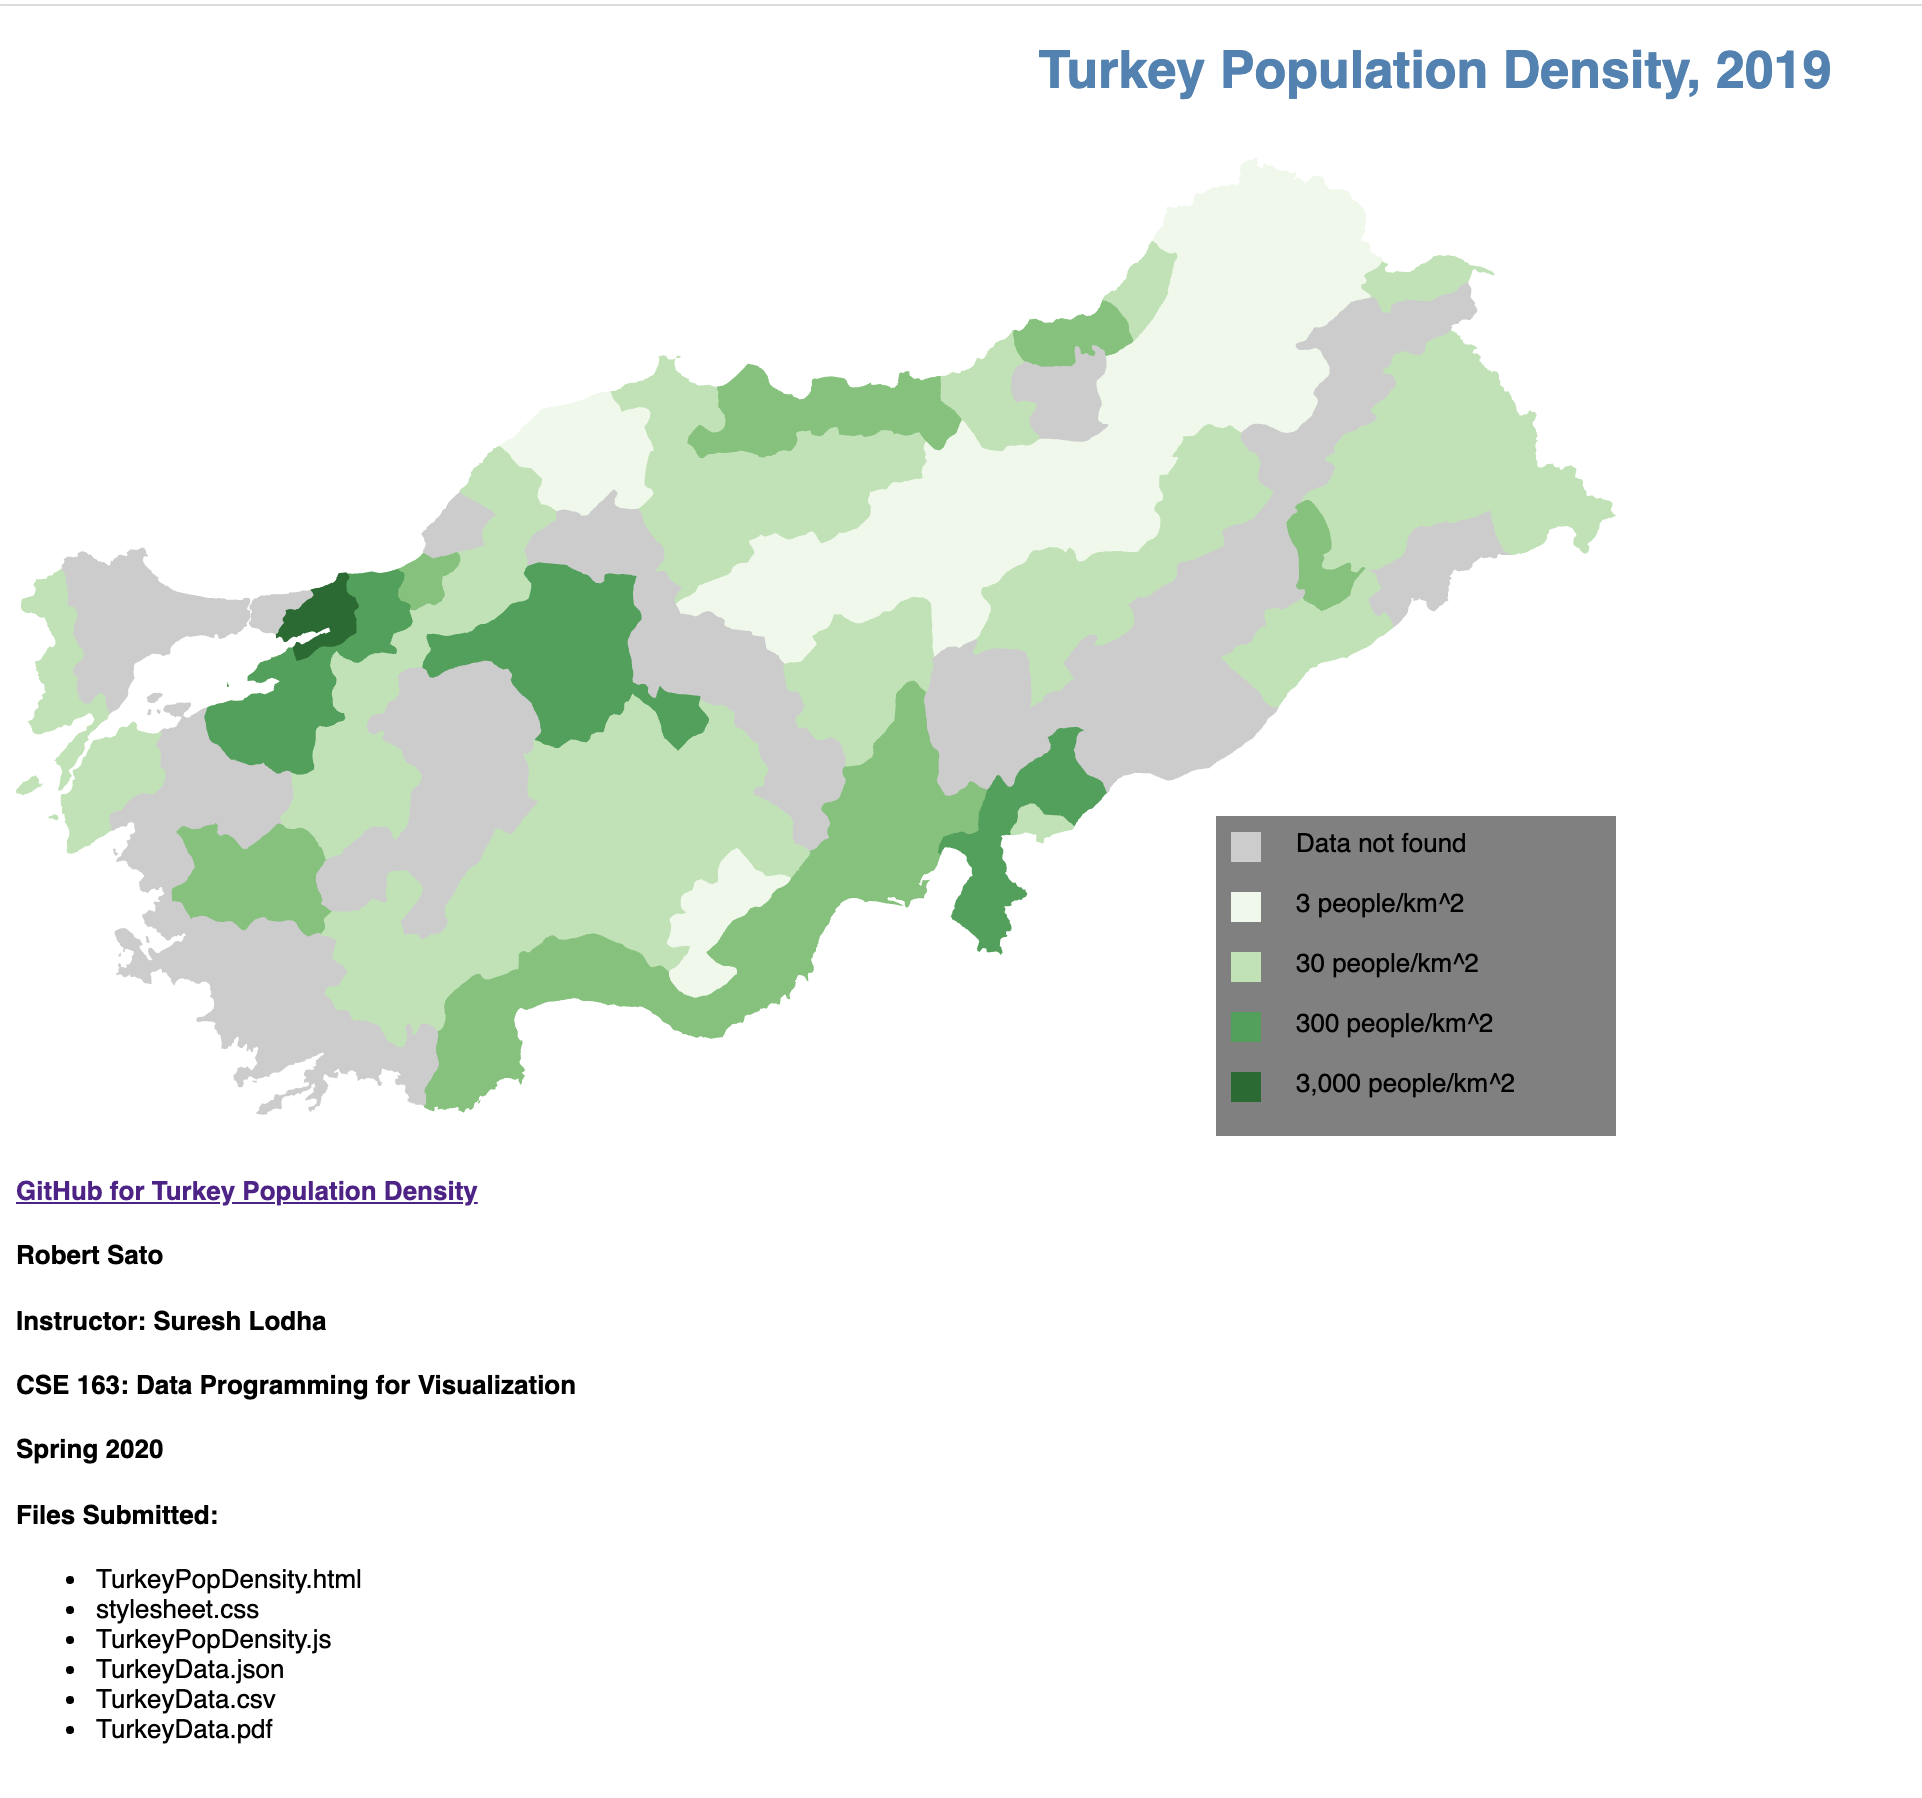 Turkey Population Density, 2019
Data not found
3 people/km^2
30 people/km^2
300 people/km^2
3,000 people/km^2
GitHub for Turkey Population Density
Robert Sato
Instructor: Suresh Lodha
CSE 163: Data Programming for Visualization
Spring 2020
Files Submitted:
• TurkeyPopDensity.html
• stylesheet.css
• TurkeyPopDensity.js
• TurkeyData.json
• TurkeyData.csv
• TurkeyData.pdf